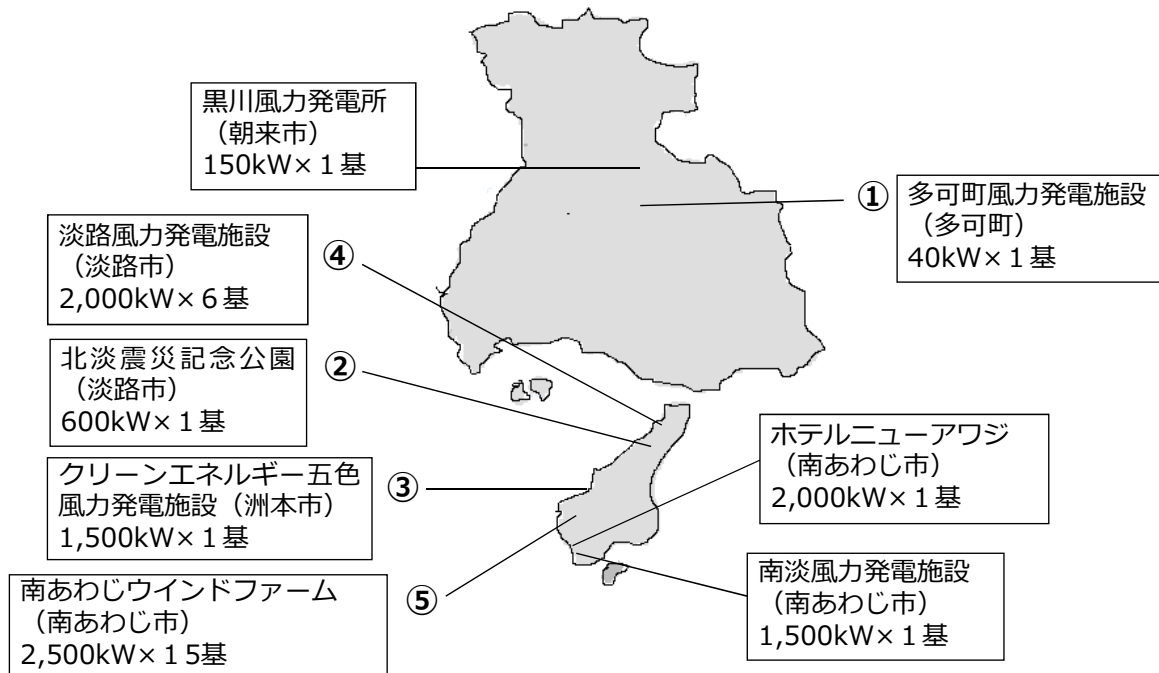 黒川風力発電所
（朝来市）
150kW×１基
①
多可町風力発電施設
（多可町）
40kW×１基
淡路風力発電施設
（淡路市）
2,000kW×６基
④
北淡震災記念公園
（淡路市）
600kW×１基
②
クリーンエネルギー五色
風力発電施設（洲本市）
1,500kW×１基
③
ホテルニューアワジ
（南あわじ市）
2,000kW×１基
南あわじウインドファーム
（南あわじ市）
2,500kW×１5基
⑤
南淡風力発電施設
（南あわじ市）
1,500kW×１基